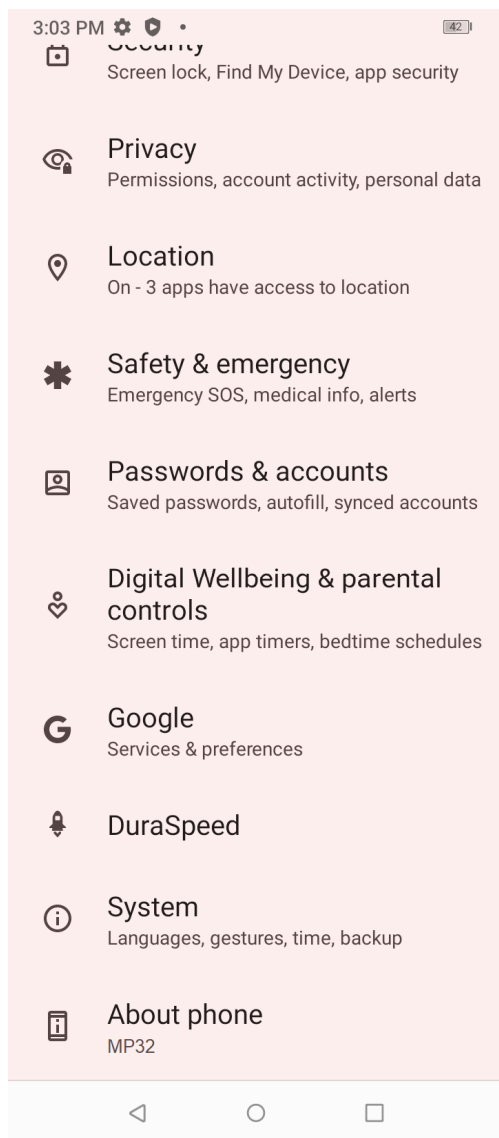 3:03 PM
42
Security
Screen lock, Find My Device, app security
Privacy
Permissions, account activity, personal data
Location
On - 3 apps have access to location
Safety & emergency
Emergency SOS, medical info, alerts
Passwords & accounts
Saved passwords, autofill, synced accounts
Digital Wellbeing & parental
controls
Screen time, app timers, bedtime schedules
Google
Services & preferences
DuraSpeed
System
Languages, gestures, time, backup
About phone
MP32